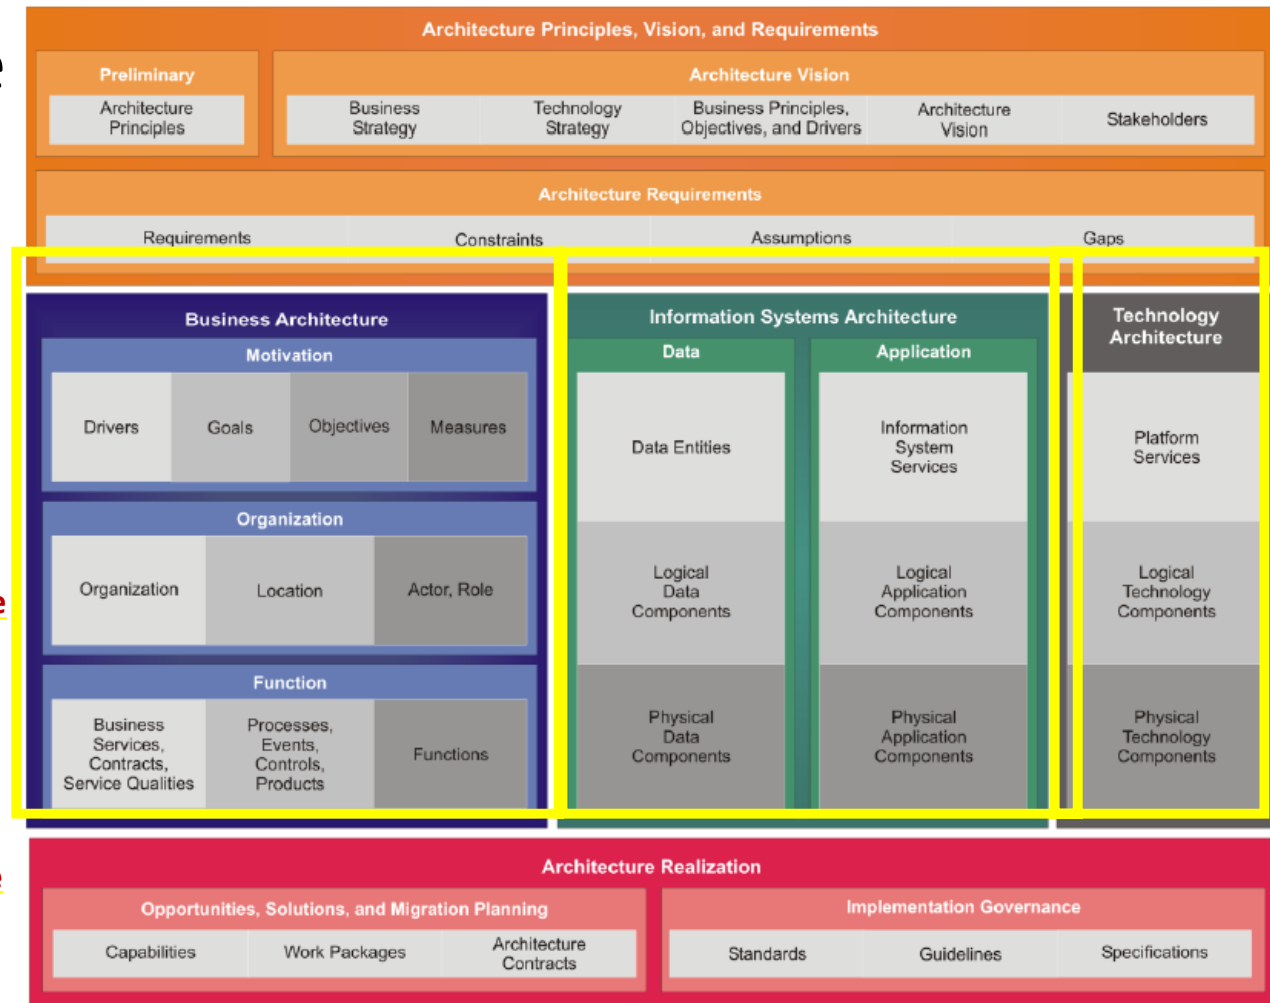 Architecture Principles, Vision, and Requirements
e
Preliminary
Architecture
Principles
Architecture Vision
Business
Strategy
Technology
Strategy
Business Principles,
Objectives, and Drivers
Architecture
Vision
Stakeholders
Architecture Requirements
Requirements
Constraints
Assumptions
Gaps
Business Architecture
Motivation
Drivers
Goals
Objectives
Measures
Organization
Organization
Location
Actor, Role
e
Function
Business
Services,
Contracts,
Service Qualities
Processes,
Events,
Controls,
Products
Functions
Information Systems Architecture
Data
Data Entities
Logical
Data
Components
Physical
Data
Components
Application
Information
System
Services
Logical
Application
Components
Physical
Application
Components
Technology
Architecture
Platform
Services
Logical
Technology
Components
Physical
Technology
Components
e
Architecture Realization
Opportunities, Solutions, and Migration Planning
Capabilities
Work Packages
Architecture
Contracts
Implementation Governance
Standards
Guidelines
Specifications